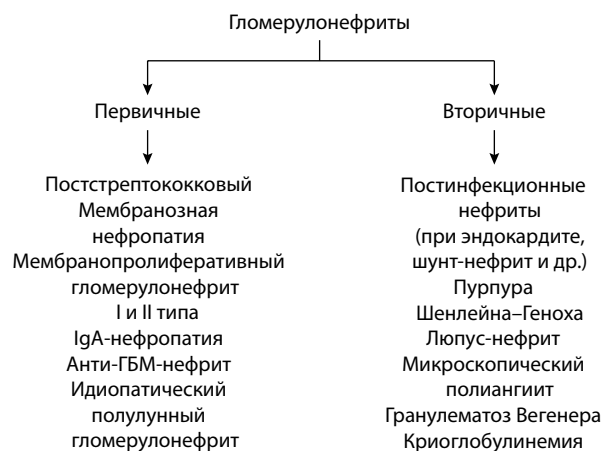 Гломерулонефриты
Первичные
Вторичные
Постстрептококковый
Мембранозная
нефропатия
Мембранопролиферативный
гломерулонефрит
I и II типа
IgA-нефропатия
Анти-ГБМ-нефрит
Идиопатический
полулунный
гломерулонефрит
Постинфекционные
нефриты
(при эндокардите,
шунт-нефрит и др.)
Пурпура
Шенлейна–Геноха
Люпус-нефрит
Микроскопический
полиангиит
Гранулематоз Вегенера
Криоглобулинемия